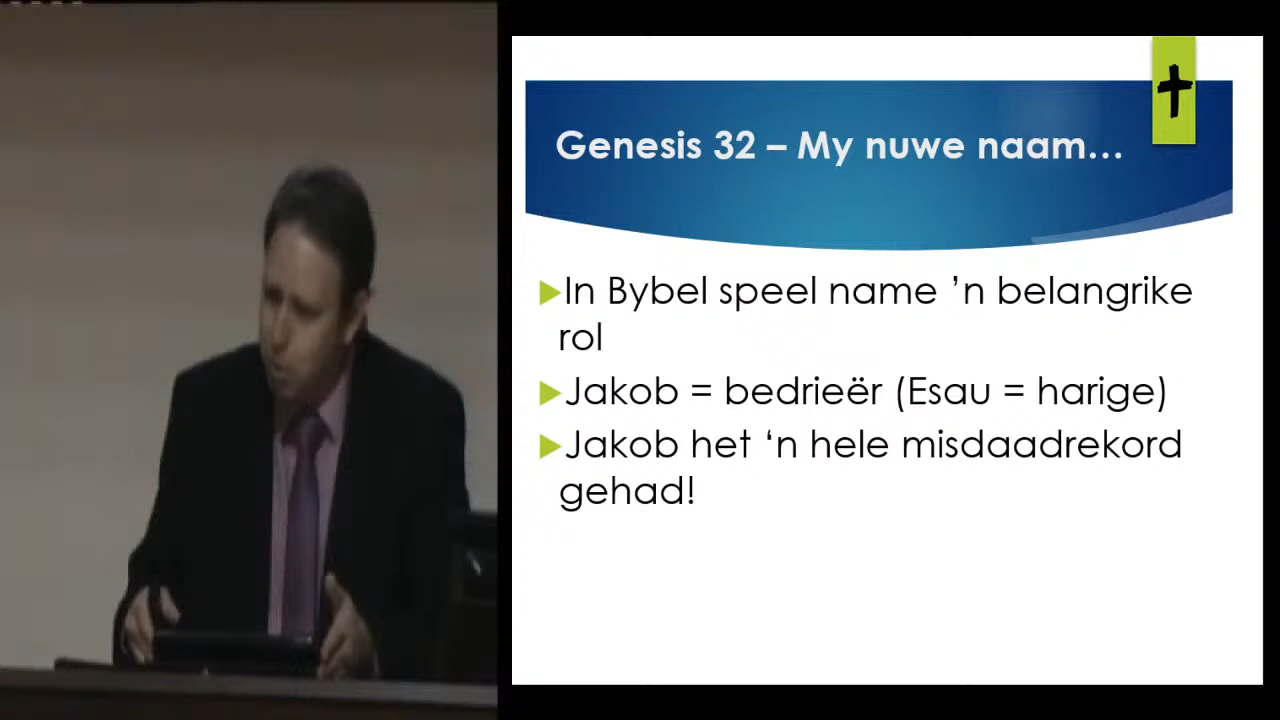 Genesis 32 – My nuwe naam…
In Bybel speel name ’n belangrike
rol
Jakob = bedrieër (Esau = harige)
Jakob het ‘n hele misdaadrekord
gehad!